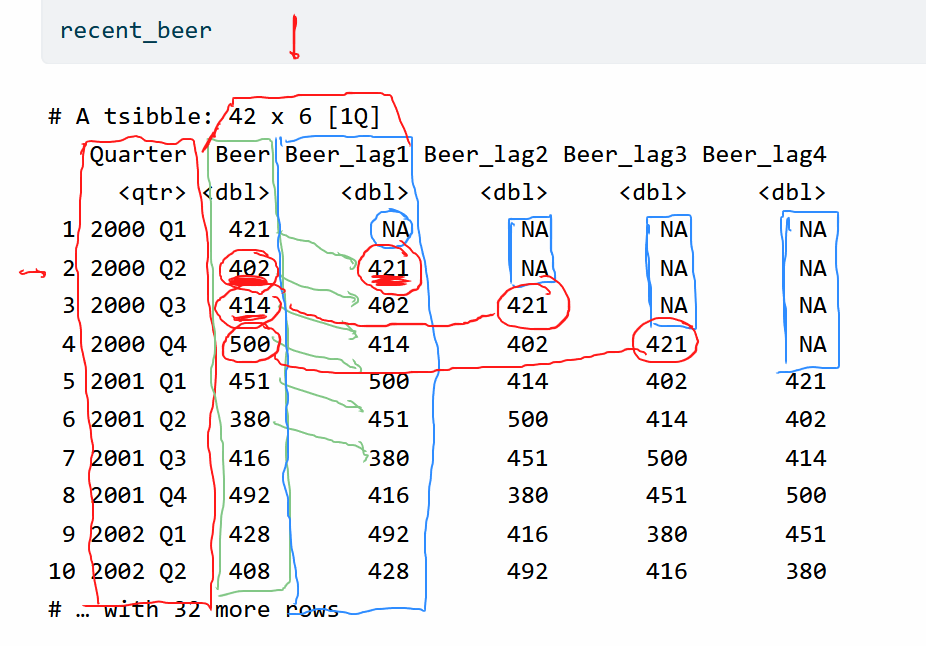 recent_beer
# A tsibble: 42 x 6 [1Q]
Quarter Beer Beer_lag1 Beer_lag2 Beer_lag3 Beer_lag4
<qtr> <dbl> <dbl> <dbl> <dbl> <dbl>
1 2000 Q1 421 NA NA NA NA
2 2000 Q2 402 421 NA NA NA
3 2000 Q3 414 402 421 NA NA
4 2000 Q4 500 414 402 421 NA
5 2001 Q1 451 500 414 402 421
6 2001 Q2 380 451 500 414 402
7 2001 Q3 416 380 451 500 414
8 2001 Q4 492 416 380 451 500
9 2002 Q1 428 492 416 380 451
10 2002 Q2 408 428 492 416 380
# … with 32 more rows